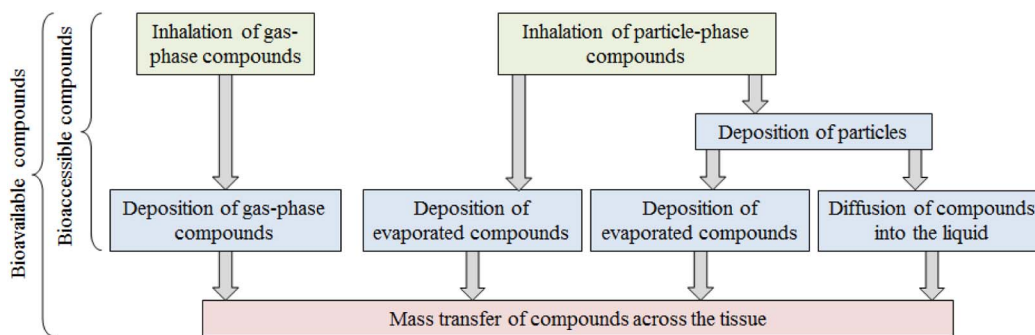 Bioavailable compounds
Bioaccessible compounds
Inhalation of gas-
phase compounds
Inhalation of particle-phase
compounds
Deposition of particles
Deposition of gas-phase
compounds
Deposition of
evaporated compounds
Deposition of
evaporated compounds
Diffusion of compounds
into the liquid
Mass transfer of compounds across the tissue